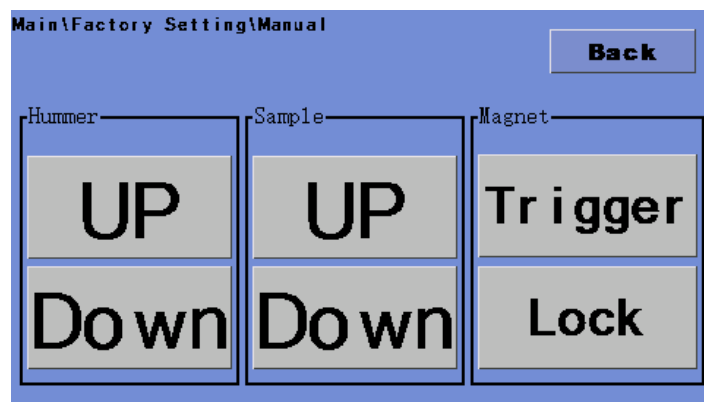 Main\Factory Setting\Manual
Back
Hummer Sample Magnet
UP UP Trigger
Down Down Lock